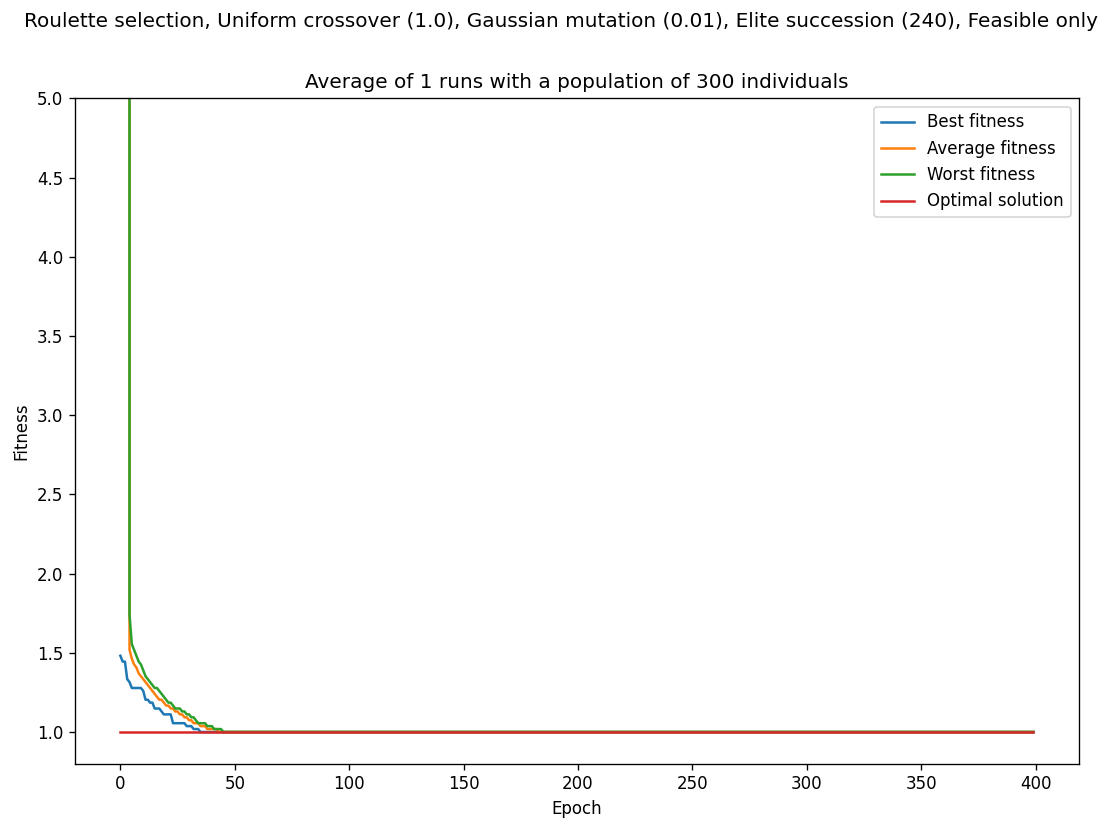 Roulette selection, Uniform crossover (1.0), Gaussian mutation (0.01), Elite succession (240), Feasible only
Average of 1 runs with a population of 300 individuals
Best fitness
Average fitness
Worst fitness
Optimal solution
Fitness
5.0
4.5
4.0
3.5
3.0
2.5
2.0
1.5
1.0
0
50
100
150
200
250
300
350
400
Epoch